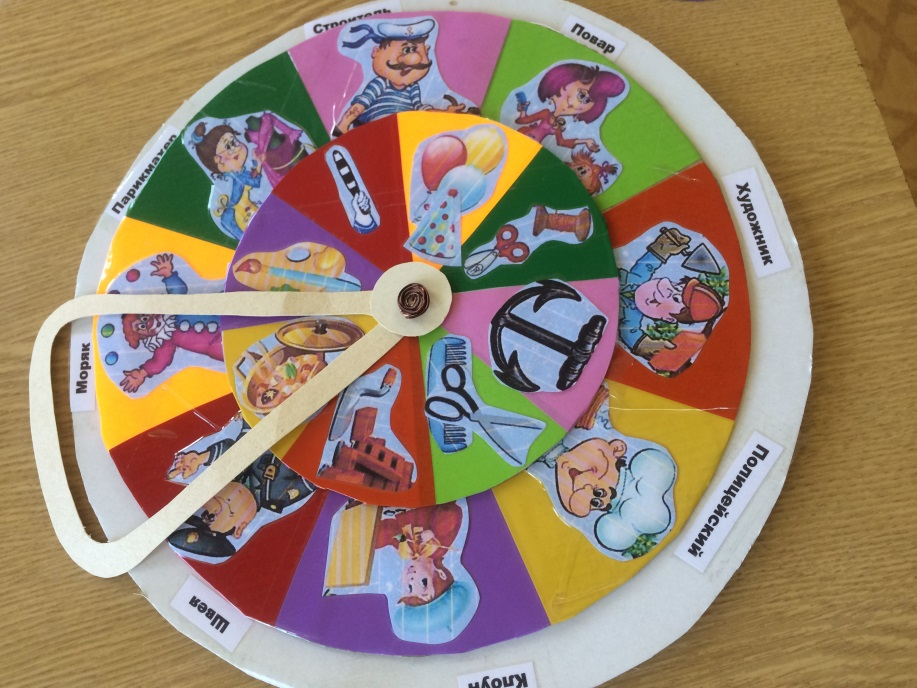 Строитель
Повар
Художник
Полицейский
Клоун
Швея
Моряк
Парикмахер